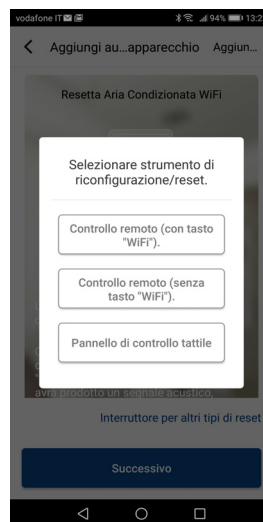 vodafone IT 94% 13:2
Aggiungi au...apparecchio Aggiun...
Resetta Aria Condizionata WiFi
Selezionare strumento di
riconfigurazione/reset.
Controllo remoto (con tasto
"WiFi").
Controllo remoto (senza
tasto "WiFi").
Pannello di controllo tattile
avrà prodotto un segnale acustico,
Interruttore per altri tipi di reset
Successivo